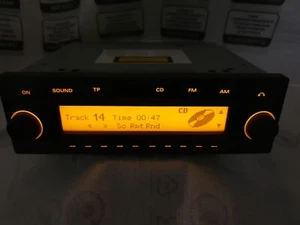 ON SOUND TP CD FM AM
CD
Track 14 Time 00:47
Sc Rpt Rnd